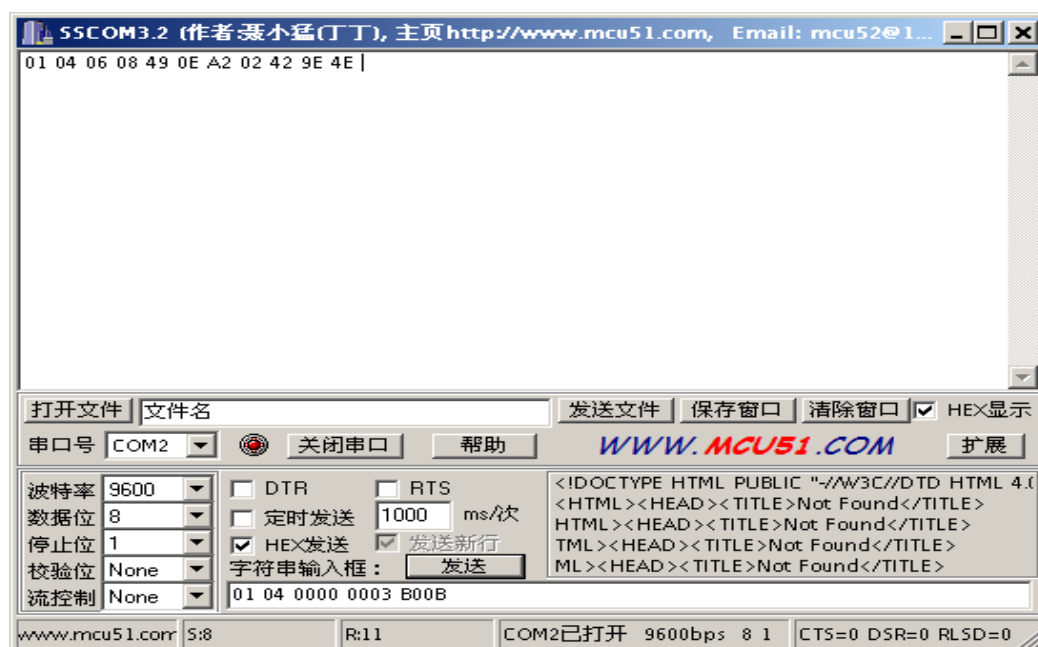 SSCOM3.2 (作者:聂小猛(丁丁), 主页http://www.mcu51.com, Email: mcu52@1...
01 04 06 08 49 0E A2 02 42 9E 4E
打开文件 文件名 发送文件 保存窗口 清除窗口 HEX显示
串口号 COM2 关闭串口 帮助 WWW.MCU51.COM 扩展
波特率 9600 DTR RTS
数据位 8 定时发送 1000 ms/次
停止位 1 HEX发送 发送新行
校验位 None 字符串输入框: 发送
流控制 None 01 04 0000 0003 B00B
<!DOCTYPE HTML PUBLIC "-//W3C//DTD HTML 4.(
<HTML><HEAD><TITLE>Not Found</TITLE>
HTML><HEAD><TITLE>Not Found</TITLE>
TML><HEAD><TITLE>Not Found</TITLE>
ML><HEAD><TITLE>Not Found</TITLE>
www.mcu51.com S:8 R:11 COM2已打开 9600bps 8 1 CTS=0 DSR=0 RLSD=0